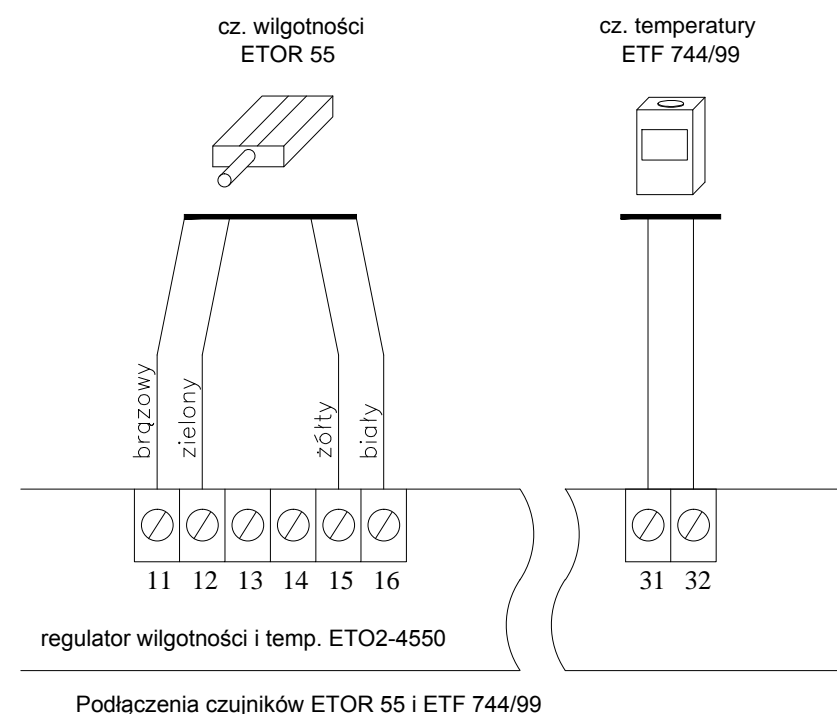 cz. wilgotności
ETOR 55
cz. temperatury
ETF 744/99
brązowy
zielony
żółty
biały
11 12 13 14 15 16
31 32
regulator wilgotności i temp. ETO2-4550
Podłączenia czujników ETOR 55 i ETF 744/99